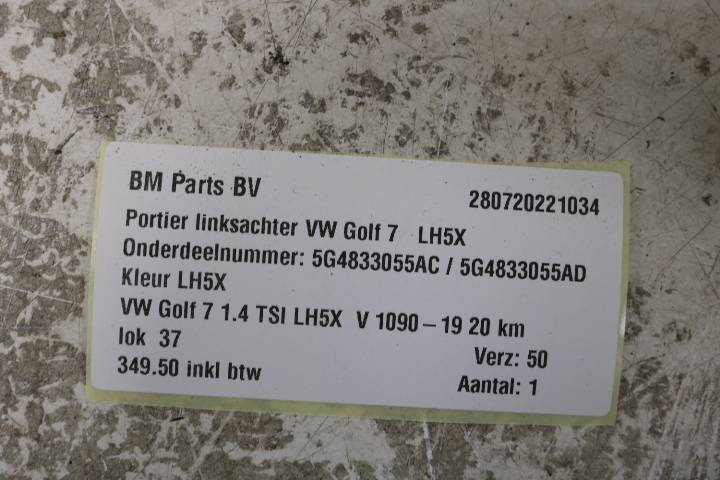 BM Parts BV 280720221034
Portier linksachter VW Golf 7 LH5X
Onderdeelnummer: 5G4833055AC / 5G4833055AD
Kleur LH5X
VW Golf 7 1.4 TSI LH5X V 1090 – 19 20 km
lok 37 Verz: 50
349.50 inkl btw Aantal: 1